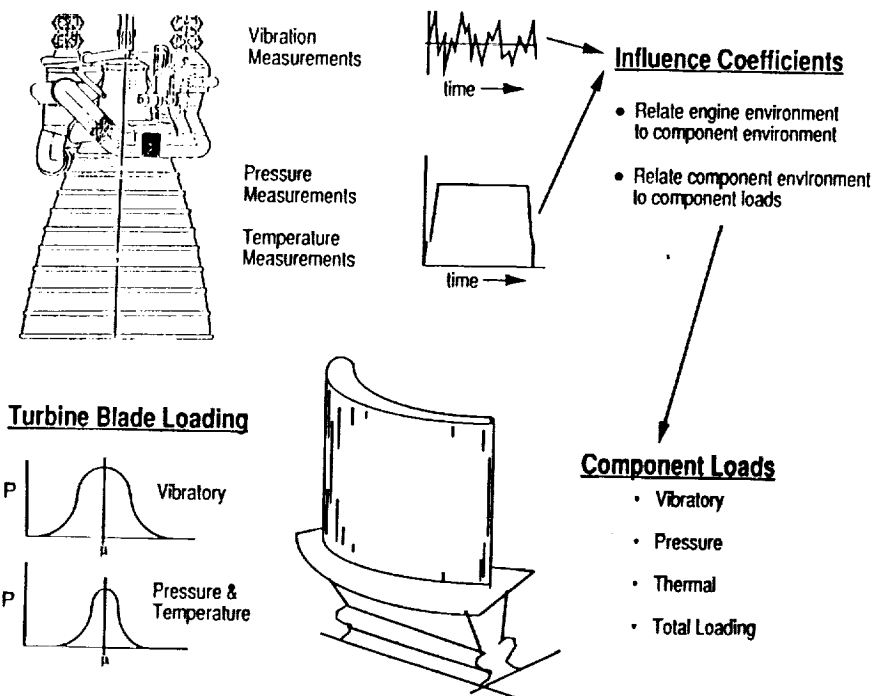 Vibration
Measurements
time
Pressure
Measurements
Temperature
Measurements
time
Influence Coefficients
• Relate engine environment
to component environment
• Relate component environment
to component loads
Turbine Blade Loading
P
Vibratory
μ
P
Pressure &
Temperature
μ
Component Loads
• Vibratory
• Pressure
• Thermal
• Total Loading